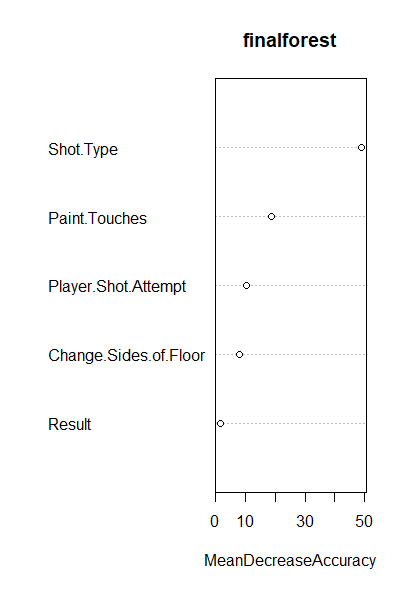 finalforest
Shot.Type
Paint.Touches
Player.Shot.Attempt
Change.Sides.of.Floor
Result
0 10 30 50
MeanDecreaseAccuracy